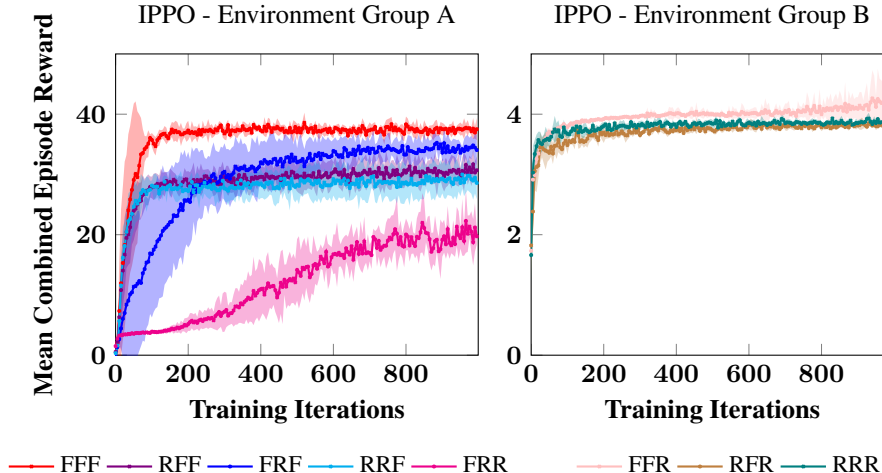 IPPO - Environment Group A
IPPO - Environment Group B
Mean Combined Episode Reward
40
20
0
0 200 400 600 800
Training Iterations
4
2
0
0 200 400 600 800
Training Iterations
FFF RFF FRF RRF FRR FFR RFR RRR